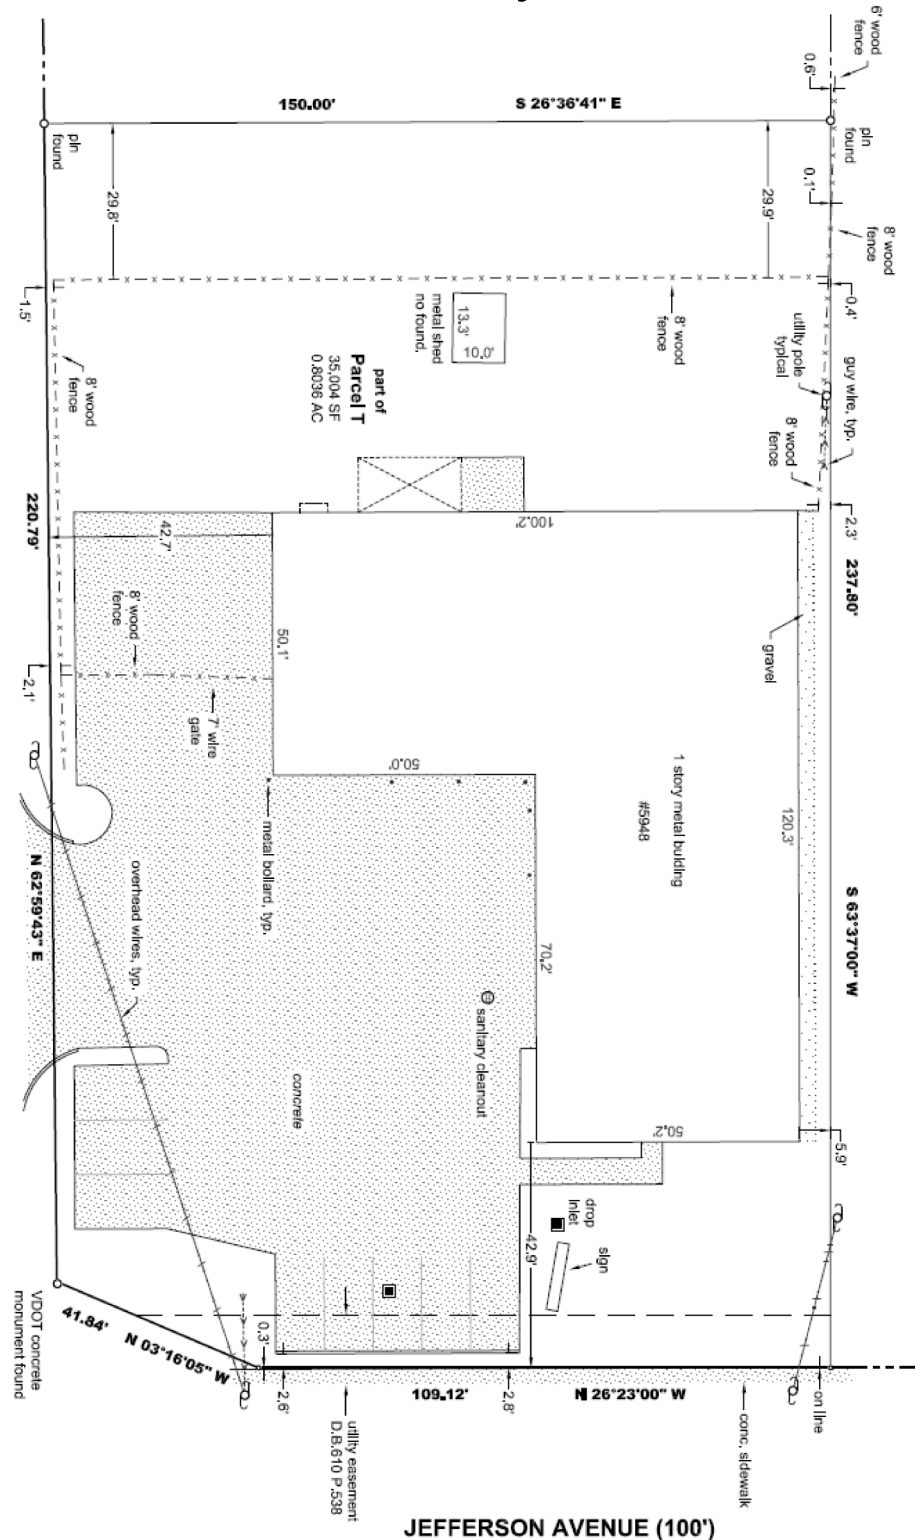 6' wood
fence
0.6'
150.00'
S 26°36'41" E
pin
found
pin
found
29.8'
29.9'
0.1'
8' wood
fence
1.5'
metal shed
no found.
13.3'
10.0'
8' wood
fence
0.4'
utility pole
typical
guy wire, typ.
8' wood
fence
part of
Parcel T
35,004 SF
0.8036 AC
8' wood
fence
220.79'
42.7'
100.2'
2.3'
237.80'
8' wood
fence
50.1'
gravel
2.1'
7' wire
gate
50.0'
1 story metal bulding
#5948
120.3'
metal bollard, typ.
N 62°59'43" E
overhead wires, typ.
70.2'
S 63°37'00" W
sanitary cleanout
concrete
50.2'
5.9'
drop
inlet
sign
42.9'
VDOT concrete
monument found
41.84'
N 03°16'05" W
0.3'
2.6'
109.12'
2.8'
N 26°23'00" W
on line
utility easement
D.B.610 P.538
conc. sidewalk
JEFFERSON AVENUE (100')